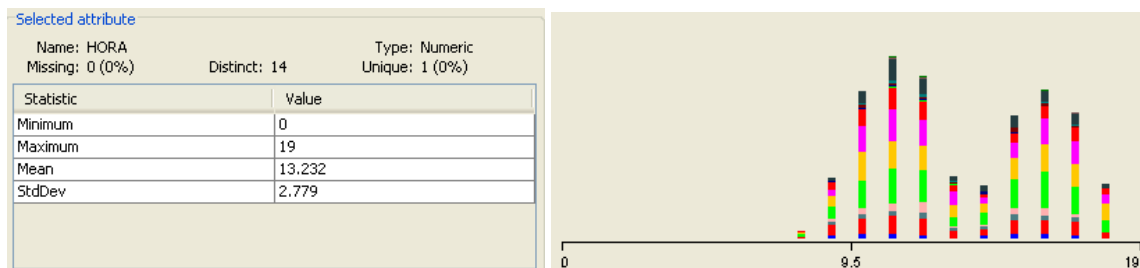 Selected attribute
Name: HORA Type: Numeric
Missing: 0 (0%) Distinct: 14 Unique: 1 (0%)
Statistic Value
Minimum 0
Maximum 19
Mean 13.232
StdDev 2.779
0 9.5 19